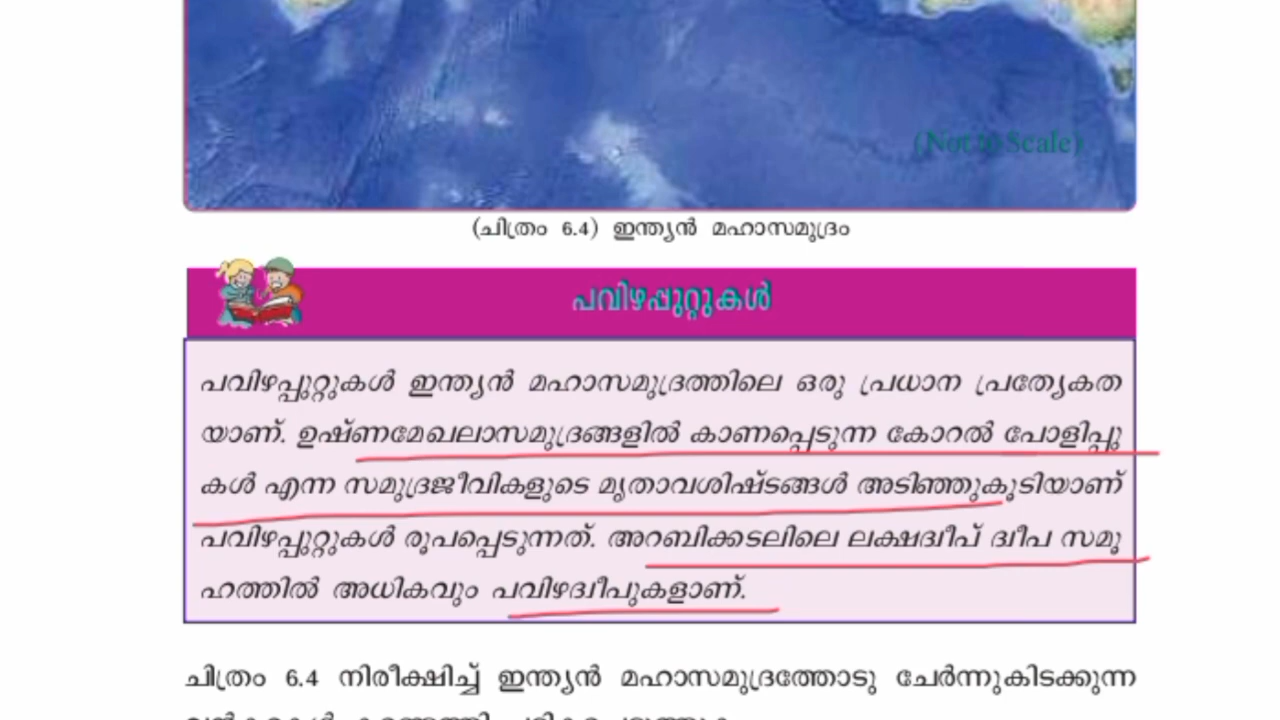 (Not to Scale)
(ചിത്രം 6.4) ഇന്ത്യൻ മഹാസമുദ്രം
പവിഴപ്പുറ്റുകൾ
പവിഴപ്പുറ്റുകൾ ഇന്ത്യൻ മഹാസമുദ്രത്തിലെ ഒരു പ്രധാന പ്രത്യേകത
യാണ്. ഉഷ്ണമേഖലാസമുദ്രങ്ങളിൽ കാണപ്പെടുന്ന കോറൽ പോളിപ്പു
കൾ എന്ന സമുദ്രജീവികളുടെ മൃതാവശിഷ്ടങ്ങൾ അടിഞ്ഞുകൂടിയാണ്
പവിഴപ്പുറ്റുകൾ രൂപപ്പെടുന്നത്. അറബിക്കടലിലെ ലക്ഷദ്വീപ് ദ്വീപ സമൂ
ഹത്തിൽ അധികവും പവിഴദ്വീപുകളാണ്.
ചിത്രം 6.4 നിരീക്ഷിച്ച് ഇന്ത്യൻ മഹാസമുദ്രത്തോടു ചേർന്നുകിടക്കുന്ന